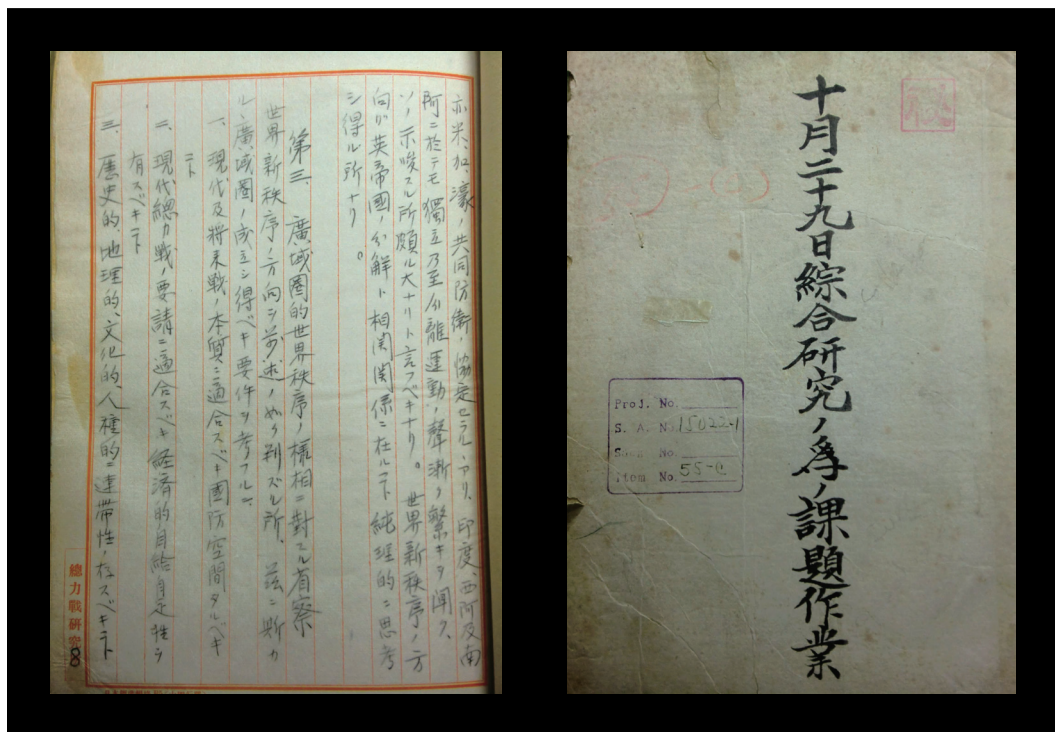 十月二十九日綜合研究ノ為ノ課題作業
Proj. No.
S. A. No. 15022-1
No.
Item No. 55-C
亦米、加、濠ノ共同防衛ノ協定セラルヽアリ、印度、西阿及南
阿ニ於テモ獨立乃至分離運動ノ聲漸ク繁キヲ聞ク、
ソノ示唆スル所頗ル大ナリト言フベキナリ。世界新秩序ノ方
向ガ英帝國ノ分解ト相関関係ニ在ルコト純理的ニ思考
シ得ル所ナリ。
第三、廣域圏的世界秩序ノ様相ニ對スル省察
世界新秩序ノ方向ヲ前述ノ如ク判ズル所、茲ニ斯カ
ル廣域圏ノ成立シ得ベキ要件ヲ考フルニ
一、現代及将来戰ノ本質ニ適合スベキ國防空間タルベキ
コト
二、現代總力戰ノ要請ニ適合スベキ経済的自給自足性ヲ
有スベキコト
三、歴史的、地理的、文化的、人種的ニ連帯性ノ存スベキコト
總力戰研究
8